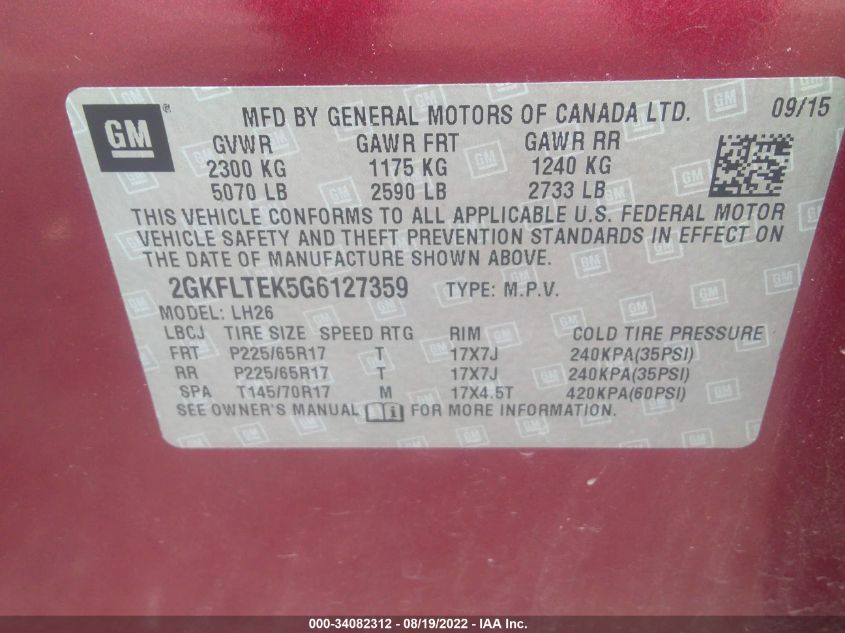 GM ® MFD BY GENERAL MOTORS OF CANADA LTD. 09/15
GVWR GAWR FRT GAWR RR
2300 KG 1175 KG 1240 KG
5070 LB 2590 LB 2733 LB
THIS VEHICLE CONFORMS TO ALL APPLICABLE U.S. FEDERAL MOTOR
VEHICLE SAFETY AND THEFT PREVENTION STANDARDS IN EFFECT ON
THE DATE OF MANUFACTURE SHOWN ABOVE.
2GKFLTEK5G6127359 TYPE: M.P.V.
MODEL: LH26
LBCJ TIRE SIZE SPEED RTG RIM COLD TIRE PRESSURE
FRT P225/65R17 T 17X7J 240KPA(35PSI)
RR P225/65R17 T 17X7J 240KPA(35PSI)
SPA T145/70R17 M 17X4.5T 420KPA(60PSI)
SEE OWNER'S MANUAL i FOR MORE INFORMATION.
000-34082312 - 08/19/2022 - IAA Inc.